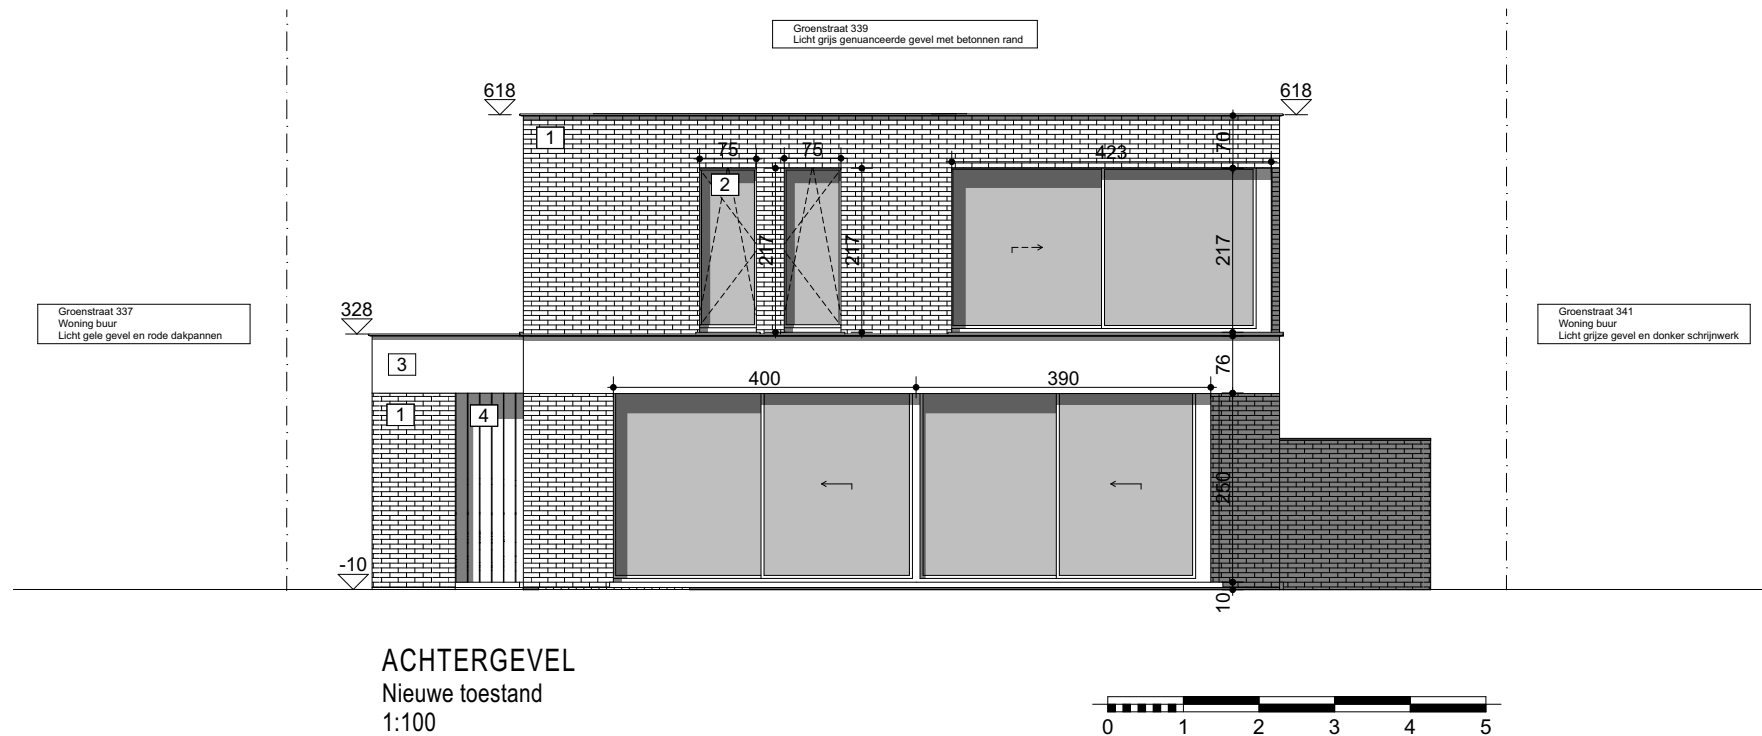 Groenstraat 339
Licht grijs genuanceerde gevel met betonnen rand
618
618
1
70
75
75
423
2
217
217
217
Groenstraat 337
Woning buur
Licht gele gevel en rode dakpannen
328
Groenstraat 341
Woning buur
Licht grijze gevel en donker schrijnwerk
3
76
400
390
1
4
250
-10
10
ACHTERGEVEL
Nieuwe toestand
1:100
0 1 2 3 4 5